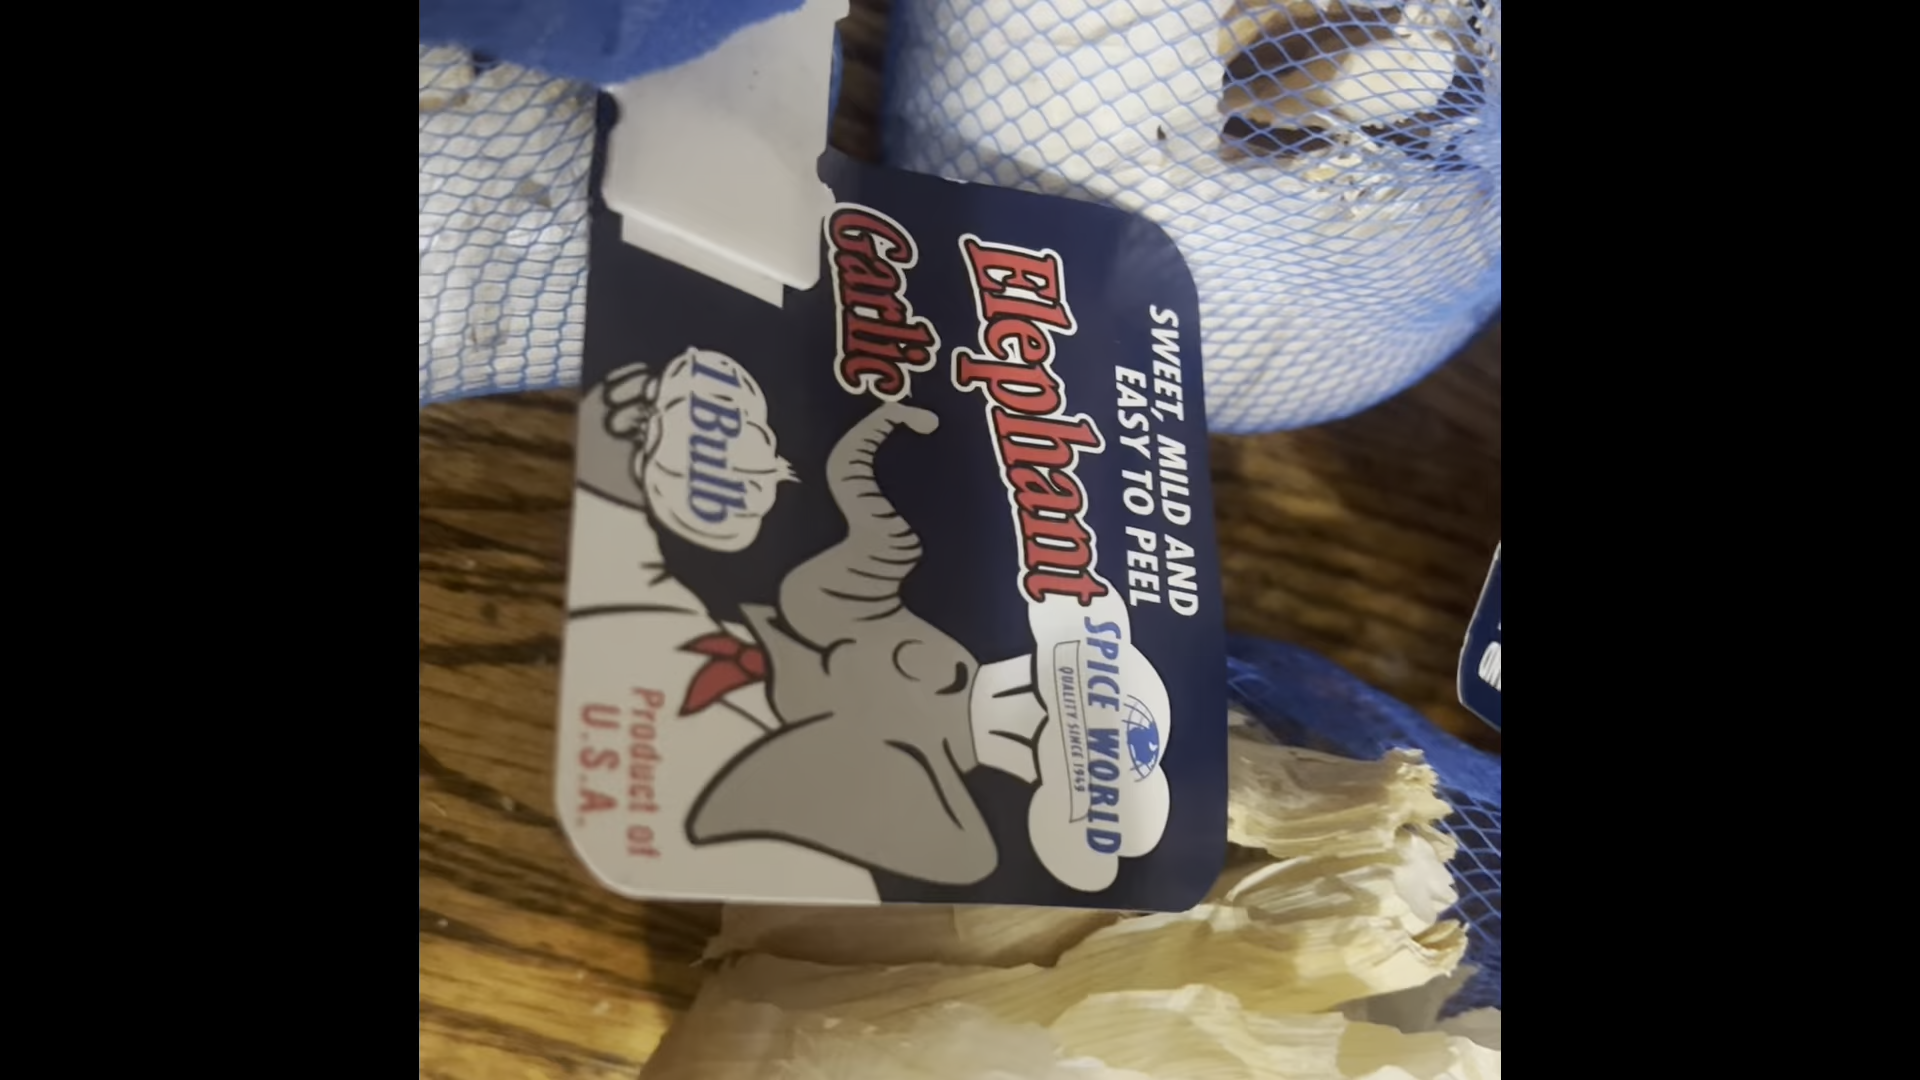 SWEET, MILD AND
EASY TO PEEL
Elephant
Garlic
SPICE WORLD
QUALITY SINCE 1949
1 Bulb
Product of
U.S.A.